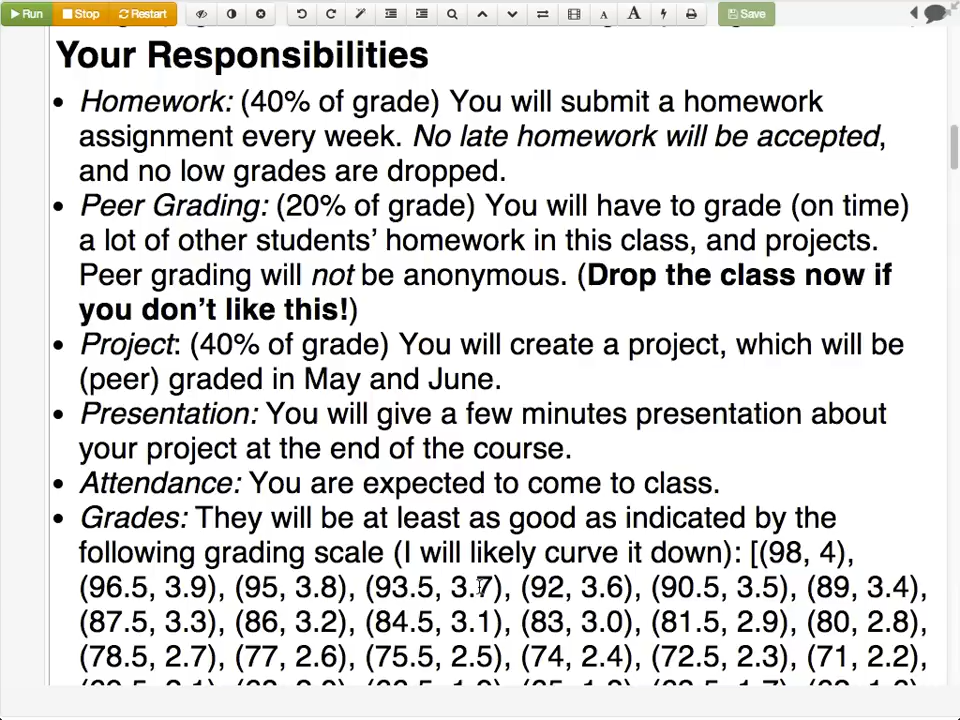 Run Stop Restart A A Save
Your Responsibilities
• Homework: (40% of grade) You will submit a homework
assignment every week. No late homework will be accepted,
and no low grades are dropped.
• Peer Grading: (20% of grade) You will have to grade (on time)
a lot of other students’ homework in this class, and projects.
Peer grading will not be anonymous. (Drop the class now if
you don’t like this!)
• Project: (40% of grade) You will create a project, which will be
(peer) graded in May and June.
• Presentation: You will give a few minutes presentation about
your project at the end of the course.
• Attendance: You are expected to come to class.
• Grades: They will be at least as good as indicated by the
following grading scale (I will likely curve it down): [(98, 4),
(96.5, 3.9), (95, 3.8), (93.5, 3.7), (92, 3.6), (90.5, 3.5), (89, 3.4),
(87.5, 3.3), (86, 3.2), (84.5, 3.1), (83, 3.0), (81.5, 2.9), (80, 2.8),
(78.5, 2.7), (77, 2.6), (75.5, 2.5), (74, 2.4), (72.5, 2.3), (71, 2.2),